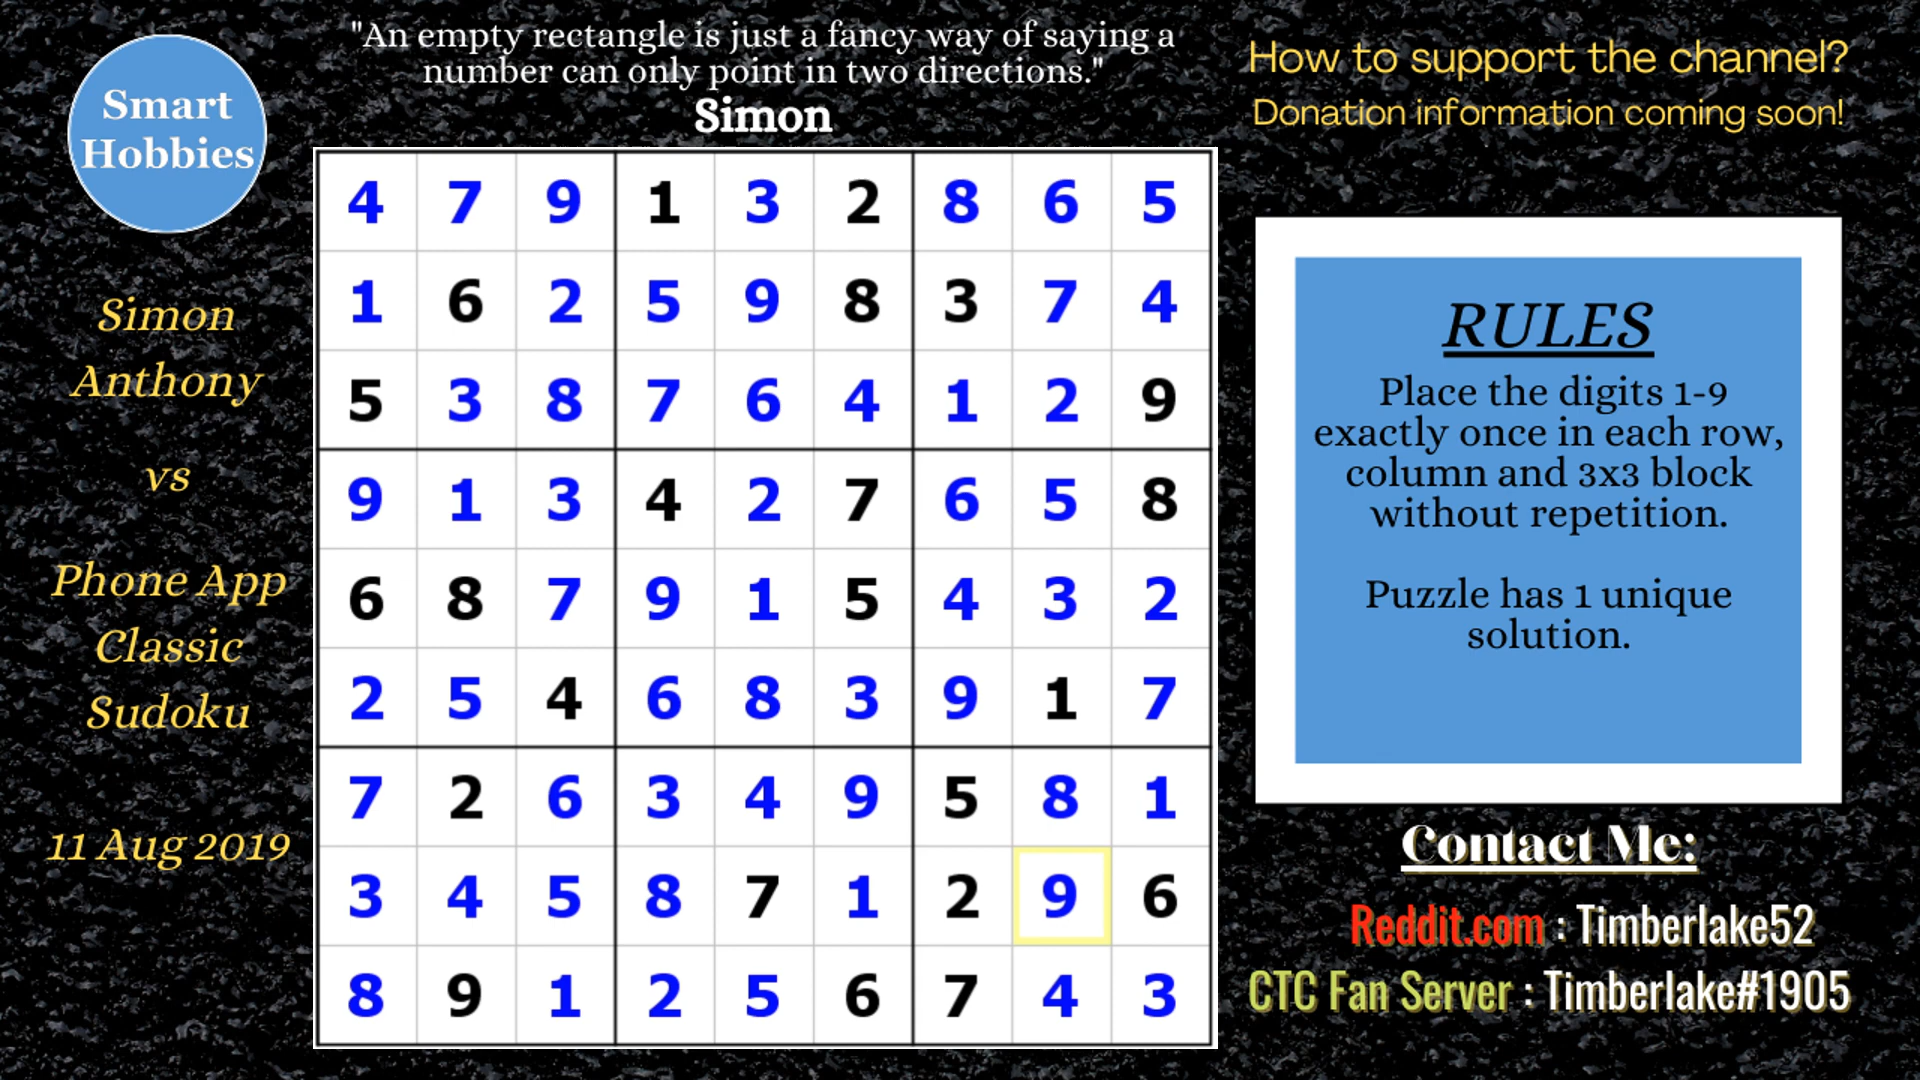 Smart
Hobbies
Simon
Anthony
vs
Phone App
Classic
Sudoku
11 Aug 2019
"An empty rectangle is just a fancy way of saying a
number can only point in two directions."
Simon
4 7 9 1 3 2 8 6 5
1 6 2 5 9 8 3 7 4
5 3 8 7 6 4 1 2 9
9 1 3 4 2 7 6 5 8
6 8 7 9 1 5 4 3 2
2 5 4 6 8 3 9 1 7
7 2 6 3 4 9 5 8 1
3 4 5 8 7 1 2 9 6
8 9 1 2 5 6 7 4 3
How to support the channel?
Donation information coming soon!
RULES
Place the digits 1-9
exactly once in each row,
column and 3x3 block
without repetition.
Puzzle has 1 unique
solution.
Contact Me:
Reddit.com : Timberlake52
CTC Fan Server : Timberlake#1905